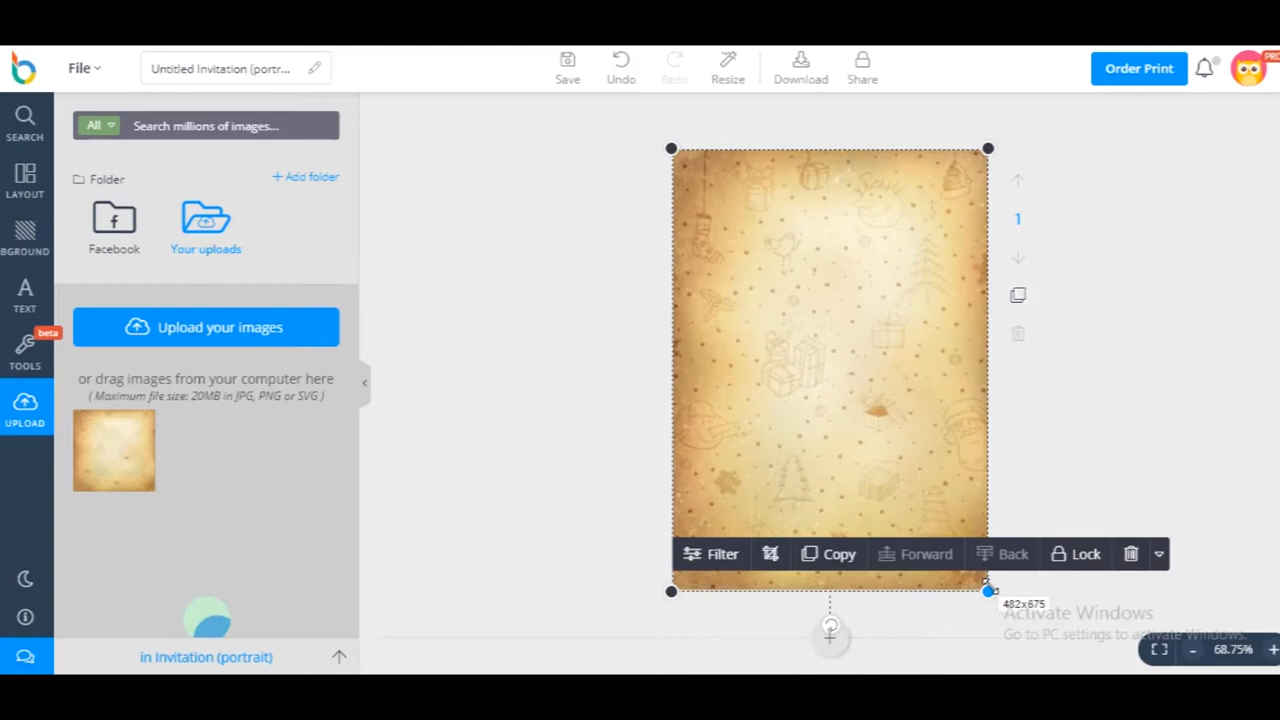 File
Untitled Invitation (portr...
Save
Undo
Redo
Resize
Download
Share
Order Print
PRO
SEARCH
LAYOUT
BGROUND
TEXT
beta
TOOLS
UPLOAD
All
Search millions of images...
Folder
+ Add folder
Facebook
Your uploads
Upload your images
or drag images from your computer here
( Maximum file size: 20MB in JPG, PNG or SVG )
in Invitation (portrait)
1
Filter
Copy
Forward
Back
Lock
482x675
Activate Windows
Go to PC settings to activate Windows.
- 68.75% +